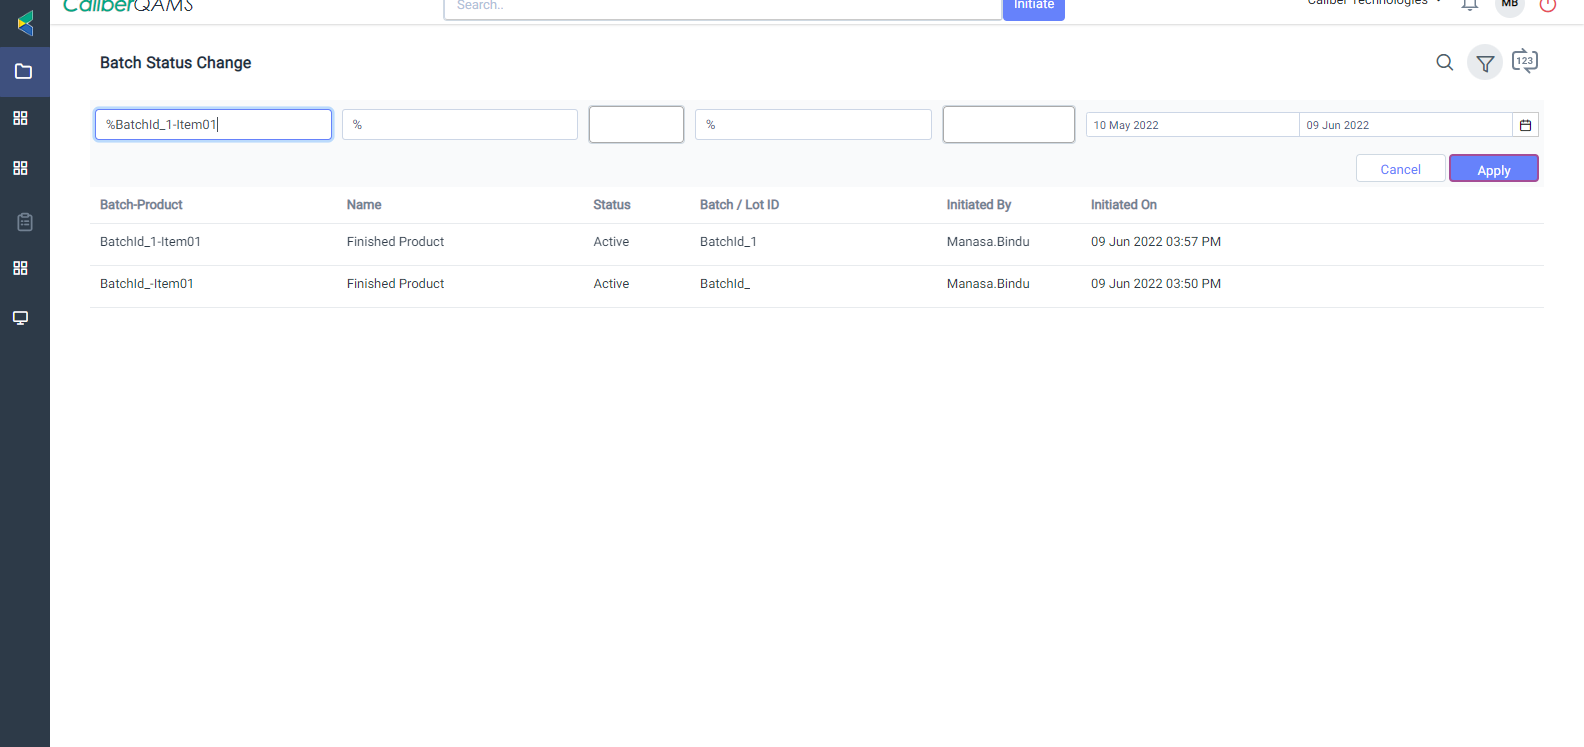 CaliberQAMS
Search..
Initiate
Caliber Technologies
MB
Batch Status Change
123
%BatchId_1-Item01
%
%
10 May 2022
09 Jun 2022
Cancel
Apply
Batch-Product Name Status Batch / Lot ID Initiated By Initiated On
BatchId_1-Item01 Finished Product Active BatchId_1 Manasa.Bindu 09 Jun 2022 03:57 PM
BatchId_-Item01 Finished Product Active BatchId_ Manasa.Bindu 09 Jun 2022 03:50 PM